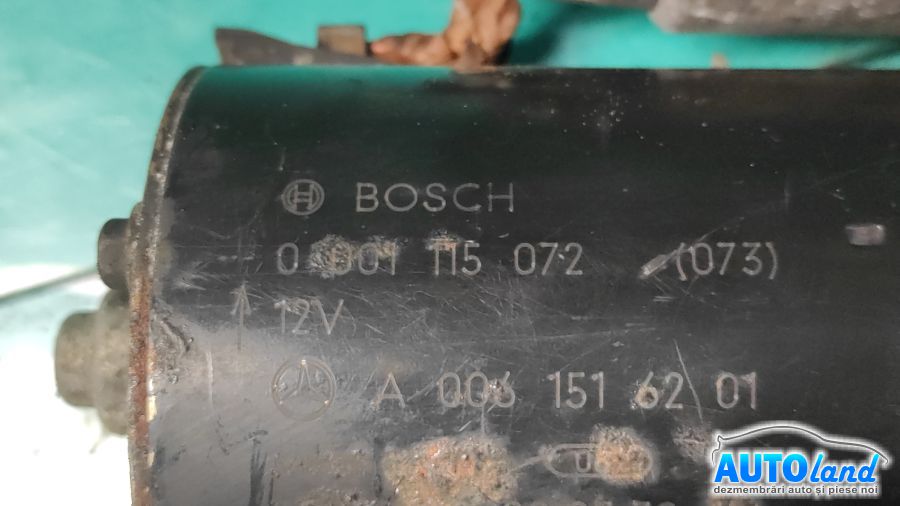 BOSCH
0 001 115 072 (073)
12V
A 006 151 62 01
AUTOland
dezmembrări auto și piese noi